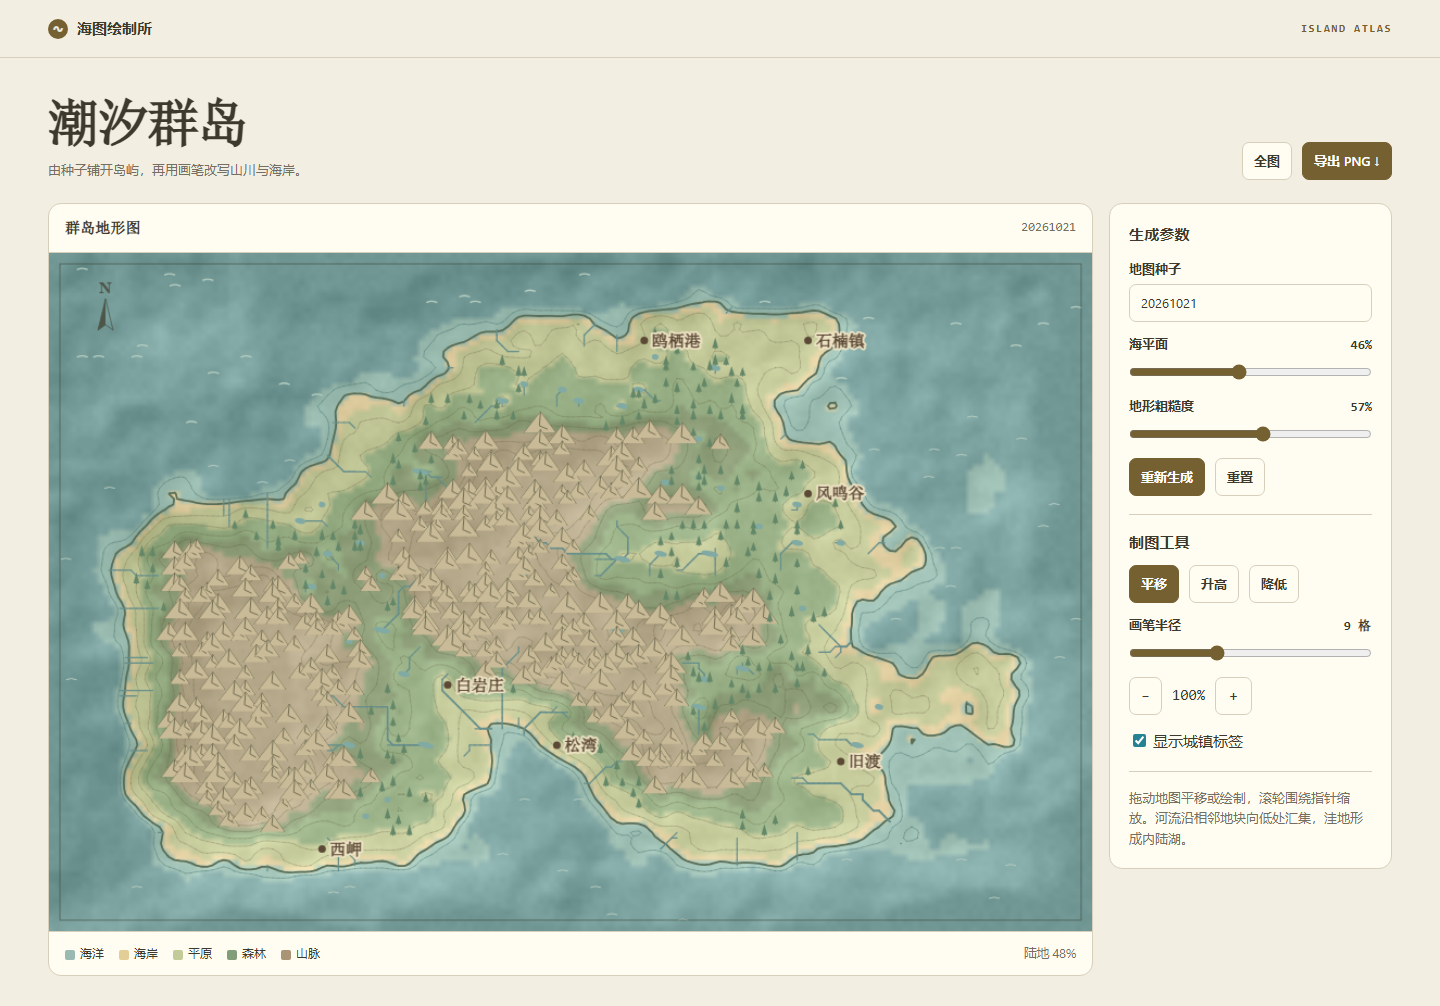 海图绘制所
ISLAND ATLAS
潮汐群岛
由种子铺开岛屿，再用画笔改写山川与海岸。
全图
导出 PNG ↓
群岛地形图
20261021
N
鸥栖港
石楠镇
风鸣谷
白岩庄
松湾
旧渡
西岬
海洋
海岸
平原
森林
山脉
陆地 48%
生成参数
地图种子
20261021
海平面
46%
地形粗糙度
57%
重新生成
重置
制图工具
平移
升高
降低
画笔半径
9 格
−
100%
+
显示城镇标签
拖动地图平移或绘制，滚轮围绕指针缩
放。河流沿相邻地块向低处汇集，洼地形
成内陆湖。